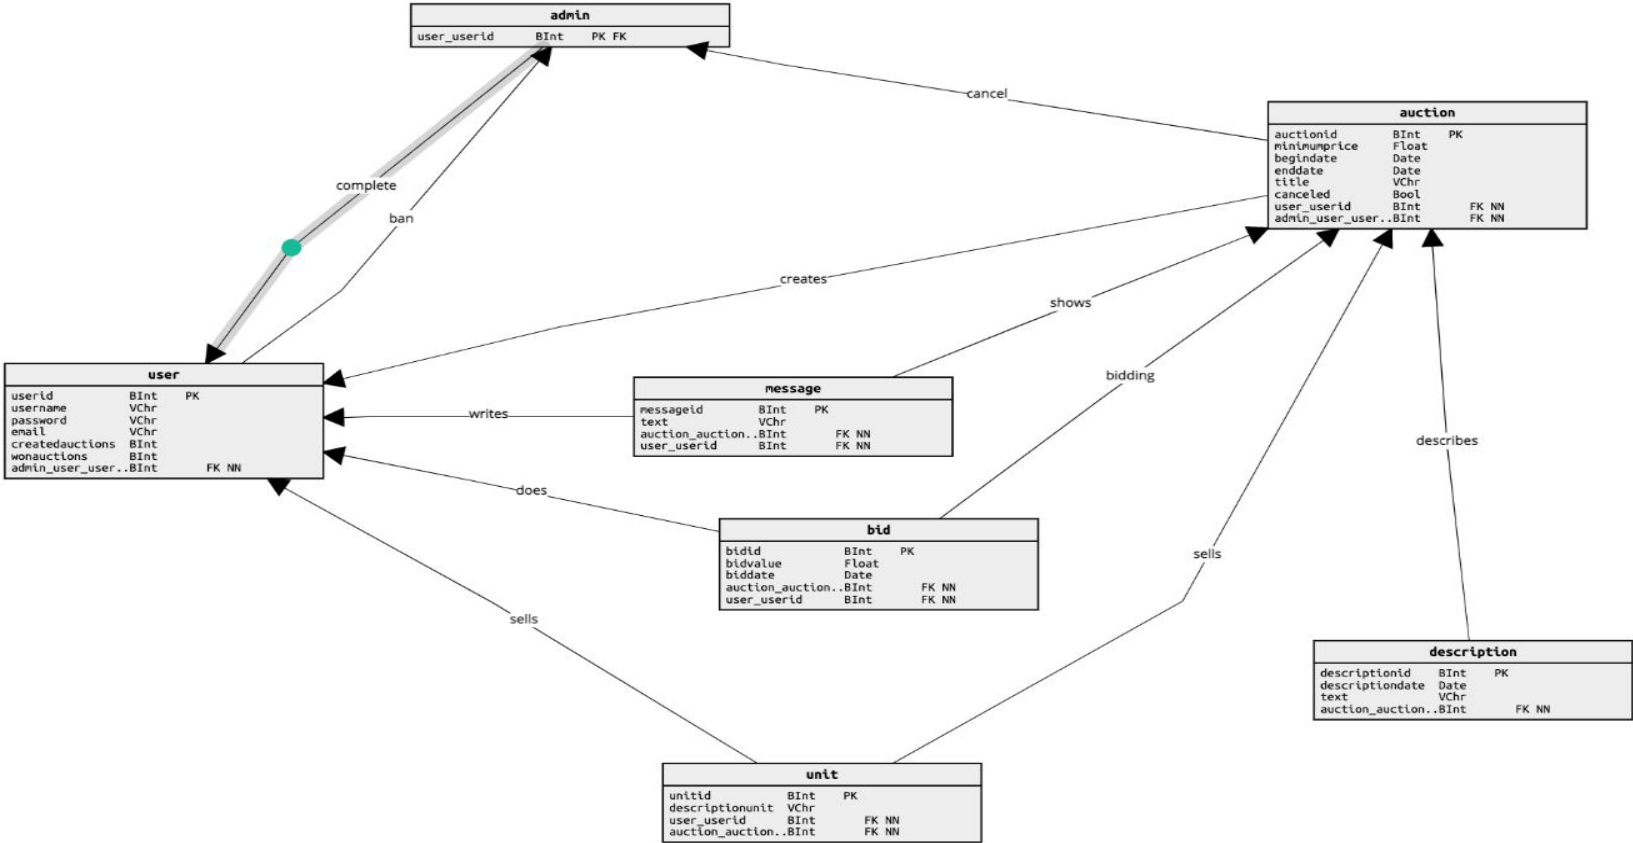 admin
user_userid BInt PK FK
cancel
auction
auctionid BInt PK
minimumprice Float
begindate Date
enddate Date
title VChr
canceled Bool
user_userid BInt FK NN
admin_user_user..BInt FK NN
complete
ban
creates
shows
user
userid BInt PK
username VChr
password VChr
email VChr
createdauctions BInt
wonauctions BInt
admin_user_user..BInt FK NN
writes
message
messageid BInt PK
text VChr
auction_auction..BInt FK NN
user_userid BInt FK NN
bidding
describes
does
bid
bidid BInt PK
bidvalue Float
biddate Date
auction_auction..BInt FK NN
user_userid BInt FK NN
sells
sells
description
descriptionid BInt PK
descriptiondate Date
text VChr
auction_auction..BInt FK NN
unit
unitid BInt PK
descriptionunit VChr
user_userid BInt FK NN
auction_auction..BInt FK NN